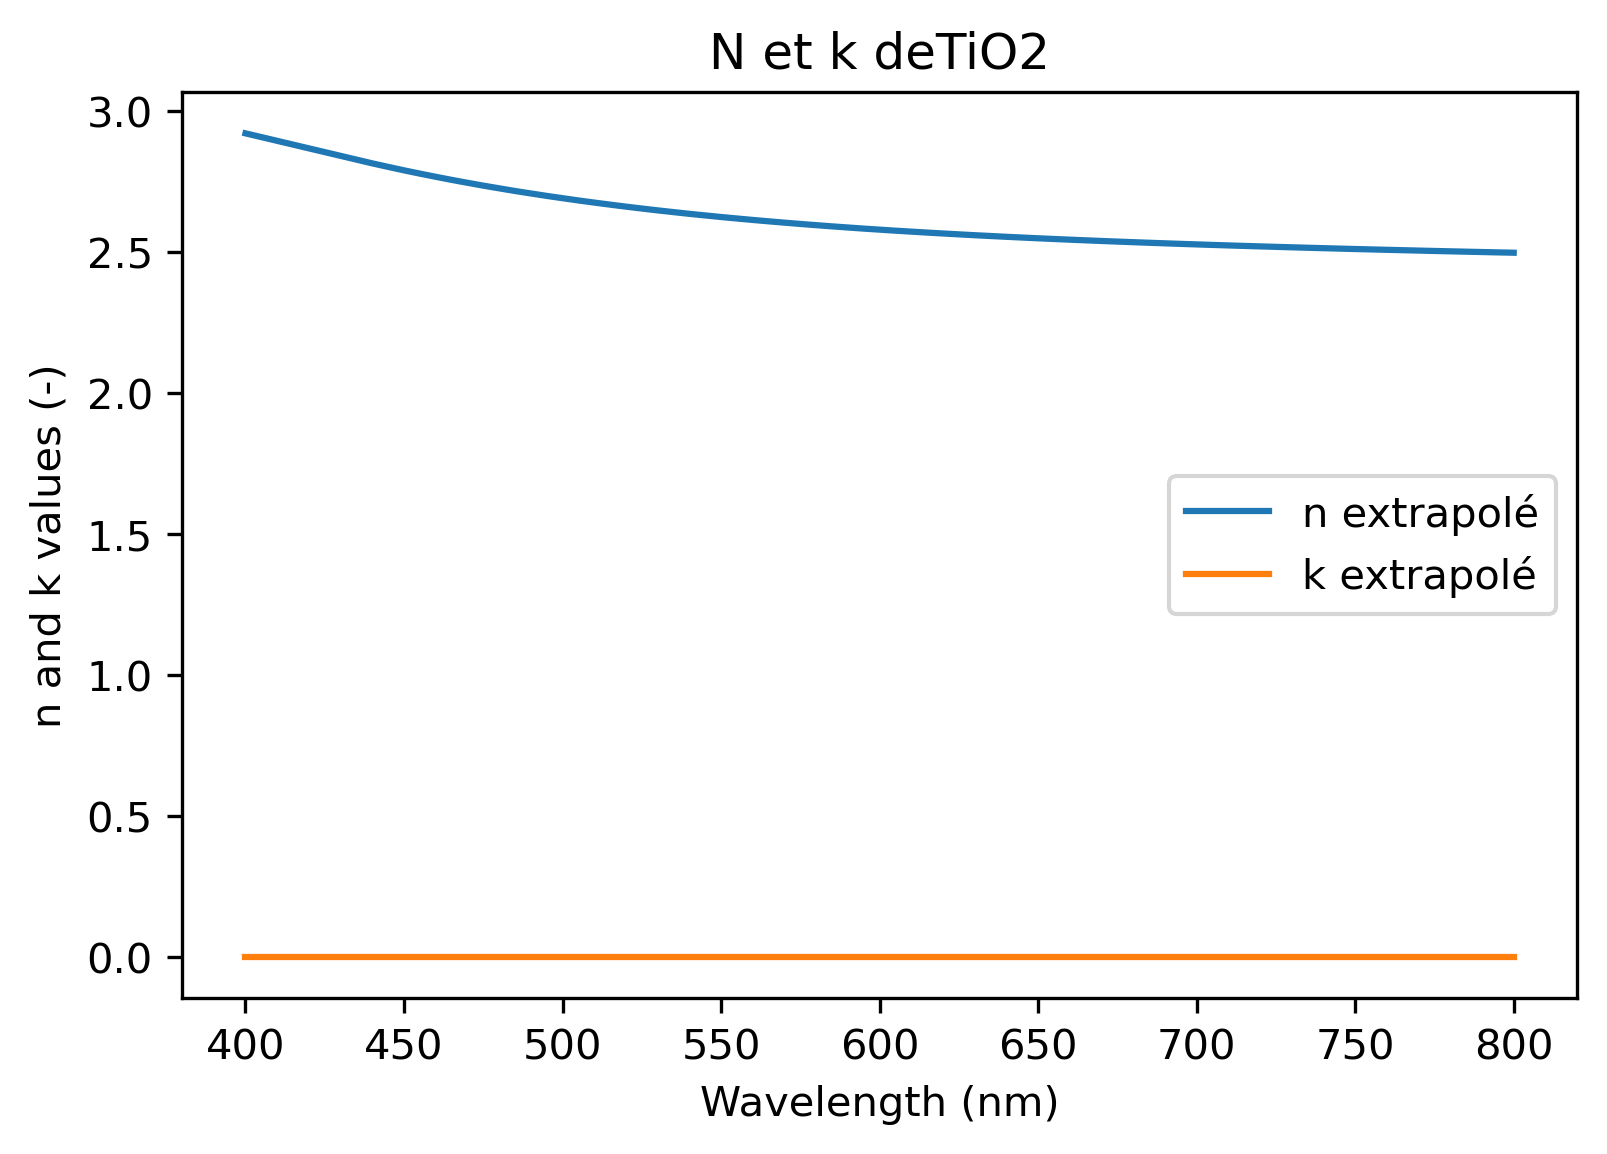 N et k deTiO2
n and k values (-)
3.0
2.5
2.0
1.5
1.0
0.5
0.0
n extrapolé
k extrapolé
400 450 500 550 600 650 700 750 800
Wavelength (nm)